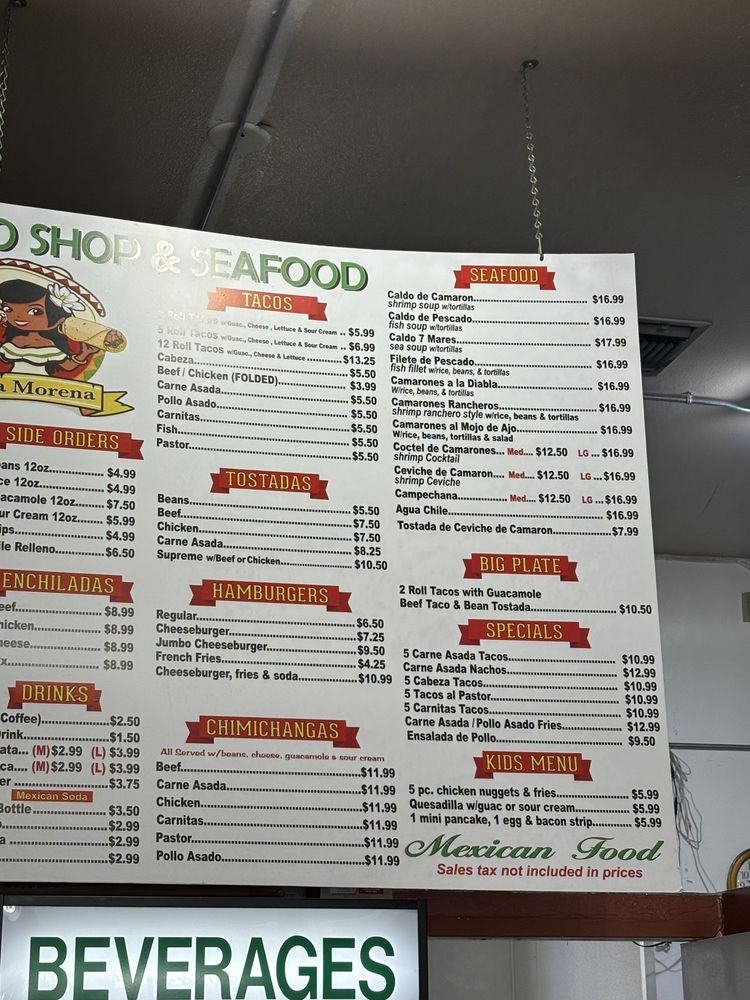 O SHOP & SEAFOOD
a Morena
SIDE ORDERS
ans 12oz................. $4.99
ce 12oz.................. $4.99
acamole 12oz.......... $7.50
ur Cream 12oz........ $5.99
ips........................ $4.99
ile Relleno............. $6.50
ENCHILADAS
eef....................... $8.99
hicken................... $8.99
heese.................... $8.99
x.......................... $8.99
DRINKS
Coffee)................... $2.50
rink....................... $1.50
ata... (M) $2.99 (L) $3.99
ca.... (M) $2.99 (L) $3.99
er ........................ $3.75
Mexican Soda
Bottle .................... $3.50
............................ $2.99
a .......................... $2.99
............................ $2.99
TACOS
w/Guac., Cheese, Lettuce & Sour Cream .. $5.99
5 Roll Tacos w/Guac., Cheese, Lettuce & Sour Cream .. $6.99
12 Roll Tacos w/Guac., Cheese & Lettuce ........... $13.25
Cabeza................................................ $5.50
Beef / Chicken (FOLDED)......................... $3.99
Carne Asada......................................... $5.50
Pollo Asado.......................................... $5.50
Carnitas............................................... $5.50
Fish.................................................... $5.50
Pastor................................................. $5.50
TOSTADAS
Beans.................................................. $5.50
Beef.................................................... $7.50
Chicken............................................... $7.50
Carne Asada......................................... $8.25
Supreme w/Beef or Chicken...................... $10.50
HAMBURGERS
Regular................................................ $6.50
Cheeseburger........................................ $7.25
Jumbo Cheeseburger............................... $9.50
French Fries.......................................... $4.25
Cheeseburger, fries & soda....................... $10.99
CHIMICHANGAS
All Served w/beans, cheese, guacamole & sour cream
Beef.................................................... $11.99
Carne Asada......................................... $11.99
Chicken............................................... $11.99
Carnitas............................................... $11.99
Pastor................................................. $11.99
Pollo Asado.......................................... $11.99
SEAFOOD
Caldo de Camaron................................ $16.99
shrimp soup w/tortillas
Caldo de Pescado................................. $16.99
fish soup w/tortillas
Caldo 7 Mares..................................... $17.99
sea soup w/tortillas
Filete de Pescado................................. $16.99
fish fillet w/rice, beans, & tortillas
Camarones a la Diabla........................... $16.99
W/rice, beans, & tortillas
Camarones Rancheros........................... $16.99
shrimp ranchero style w/rice, beans & tortillas
Camarones al Mojo de Ajo...................... $16.99
W/rice, beans, tortillas & salad
Coctel de Camarones... Med.... $12.50 LG ... $16.99
shrimp Cocktail
Ceviche de Camaron.... Med.... $12.50 LG ... $16.99
shrimp Ceviche
Campechana................ Med.... $12.50 LG ... $16.99
Agua Chile.......................................... $16.99
Tostada de Ceviche de Camaron............... $7.99
BIG PLATE
2 Roll Tacos with Guacamole
Beef Taco & Bean Tostada....................... $10.50
SPECIALS
5 Carne Asada Tacos............................. $10.99
Carne Asada Nachos.............................. $12.99
5 Cabeza Tacos.................................... $10.99
5 Tacos al Pastor.................................. $10.99
5 Carnitas Tacos................................... $10.99
Carne Asada / Pollo Asado Fries............... $12.99
Ensalada de Pollo.................................. $9.50
KIDS MENU
5 pc. chicken nuggets & fries.................. $5.99
Quesadilla w/guac or sour cream.............. $5.99
1 mini pancake, 1 egg & bacon strip.......... $5.99
Mexican Food
Sales tax not included in prices
BEVERAGES